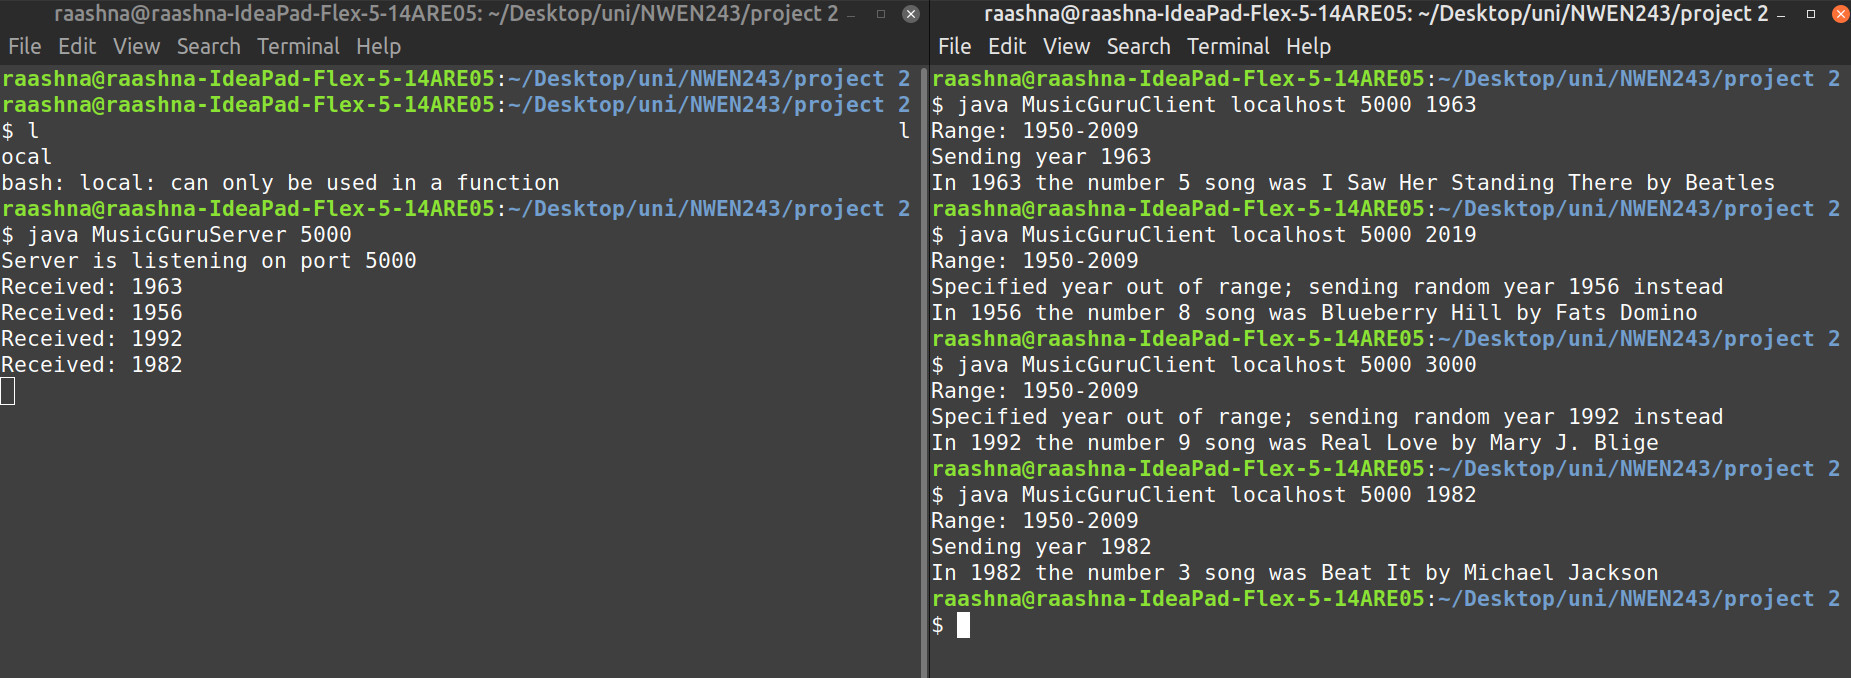 raashna@raashna-IdeaPad-Flex-5-14ARE05: ~/Desktop/uni/NWEN243/project 2
File Edit View Search Terminal Help
raashna@raashna-IdeaPad-Flex-5-14ARE05:~/Desktop/uni/NWEN243/project 2
raashna@raashna-IdeaPad-Flex-5-14ARE05:~/Desktop/uni/NWEN243/project 2
$ l l
ocal
bash: local: can only be used in a function
raashna@raashna-IdeaPad-Flex-5-14ARE05:~/Desktop/uni/NWEN243/project 2
$ java MusicGuruServer 5000
Server is listening on port 5000
Received: 1963
Received: 1956
Received: 1992
Received: 1982
raashna@raashna-IdeaPad-Flex-5-14ARE05: ~/Desktop/uni/NWEN243/project 2
File Edit View Search Terminal Help
raashna@raashna-IdeaPad-Flex-5-14ARE05:~/Desktop/uni/NWEN243/project 2
$ java MusicGuruClient localhost 5000 1963
Range: 1950-2009
Sending year 1963
In 1963 the number 5 song was I Saw Her Standing There by Beatles
raashna@raashna-IdeaPad-Flex-5-14ARE05:~/Desktop/uni/NWEN243/project 2
$ java MusicGuruClient localhost 5000 2019
Range: 1950-2009
Specified year out of range; sending random year 1956 instead
In 1956 the number 8 song was Blueberry Hill by Fats Domino
raashna@raashna-IdeaPad-Flex-5-14ARE05:~/Desktop/uni/NWEN243/project 2
$ java MusicGuruClient localhost 5000 3000
Range: 1950-2009
Specified year out of range; sending random year 1992 instead
In 1992 the number 9 song was Real Love by Mary J. Blige
raashna@raashna-IdeaPad-Flex-5-14ARE05:~/Desktop/uni/NWEN243/project 2
$ java MusicGuruClient localhost 5000 1982
Range: 1950-2009
Sending year 1982
In 1982 the number 3 song was Beat It by Michael Jackson
raashna@raashna-IdeaPad-Flex-5-14ARE05:~/Desktop/uni/NWEN243/project 2
$